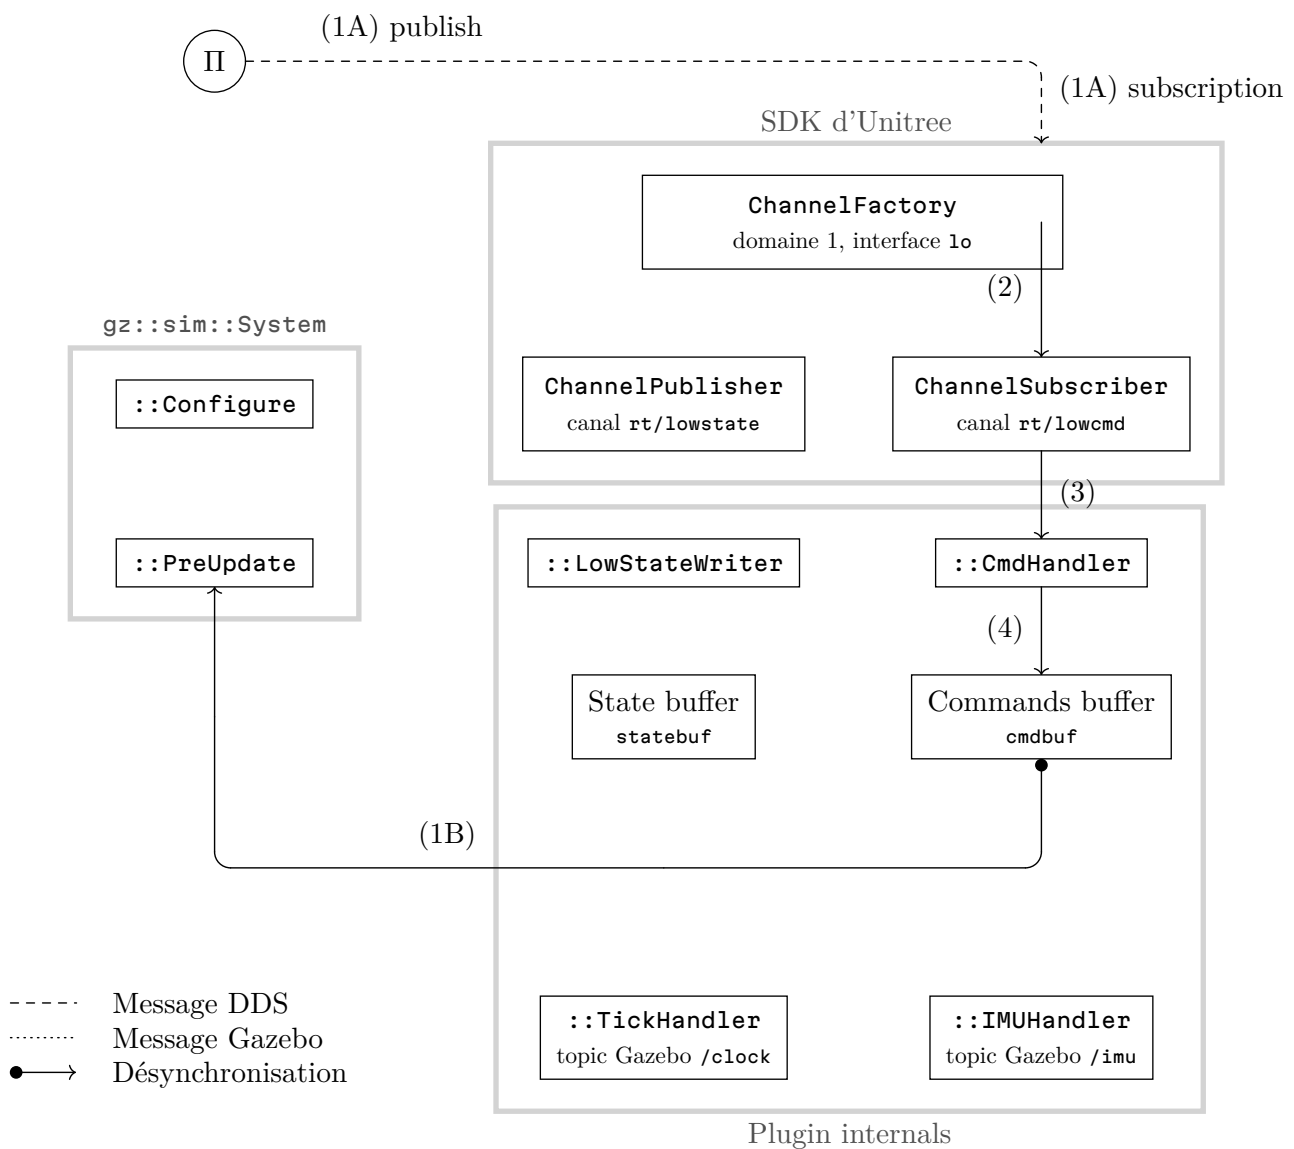 (1A) publish
Π
(1A) subscription
SDK d'Unitree
ChannelFactory
domaine 1, interface lo
(2)
gz::sim::System
::Configure
ChannelPublisher
canal rt/lowstate
ChannelSubscriber
canal rt/lowcmd
(3)
::PreUpdate
::LowStateWriter
::CmdHandler
(4)
State buffer
statebuf
Commands buffer
cmdbuf
(1B)
Message DDS
Message Gazebo
Désynchronisation
::TickHandler
topic Gazebo /clock
::IMUHandler
topic Gazebo /imu
Plugin internals